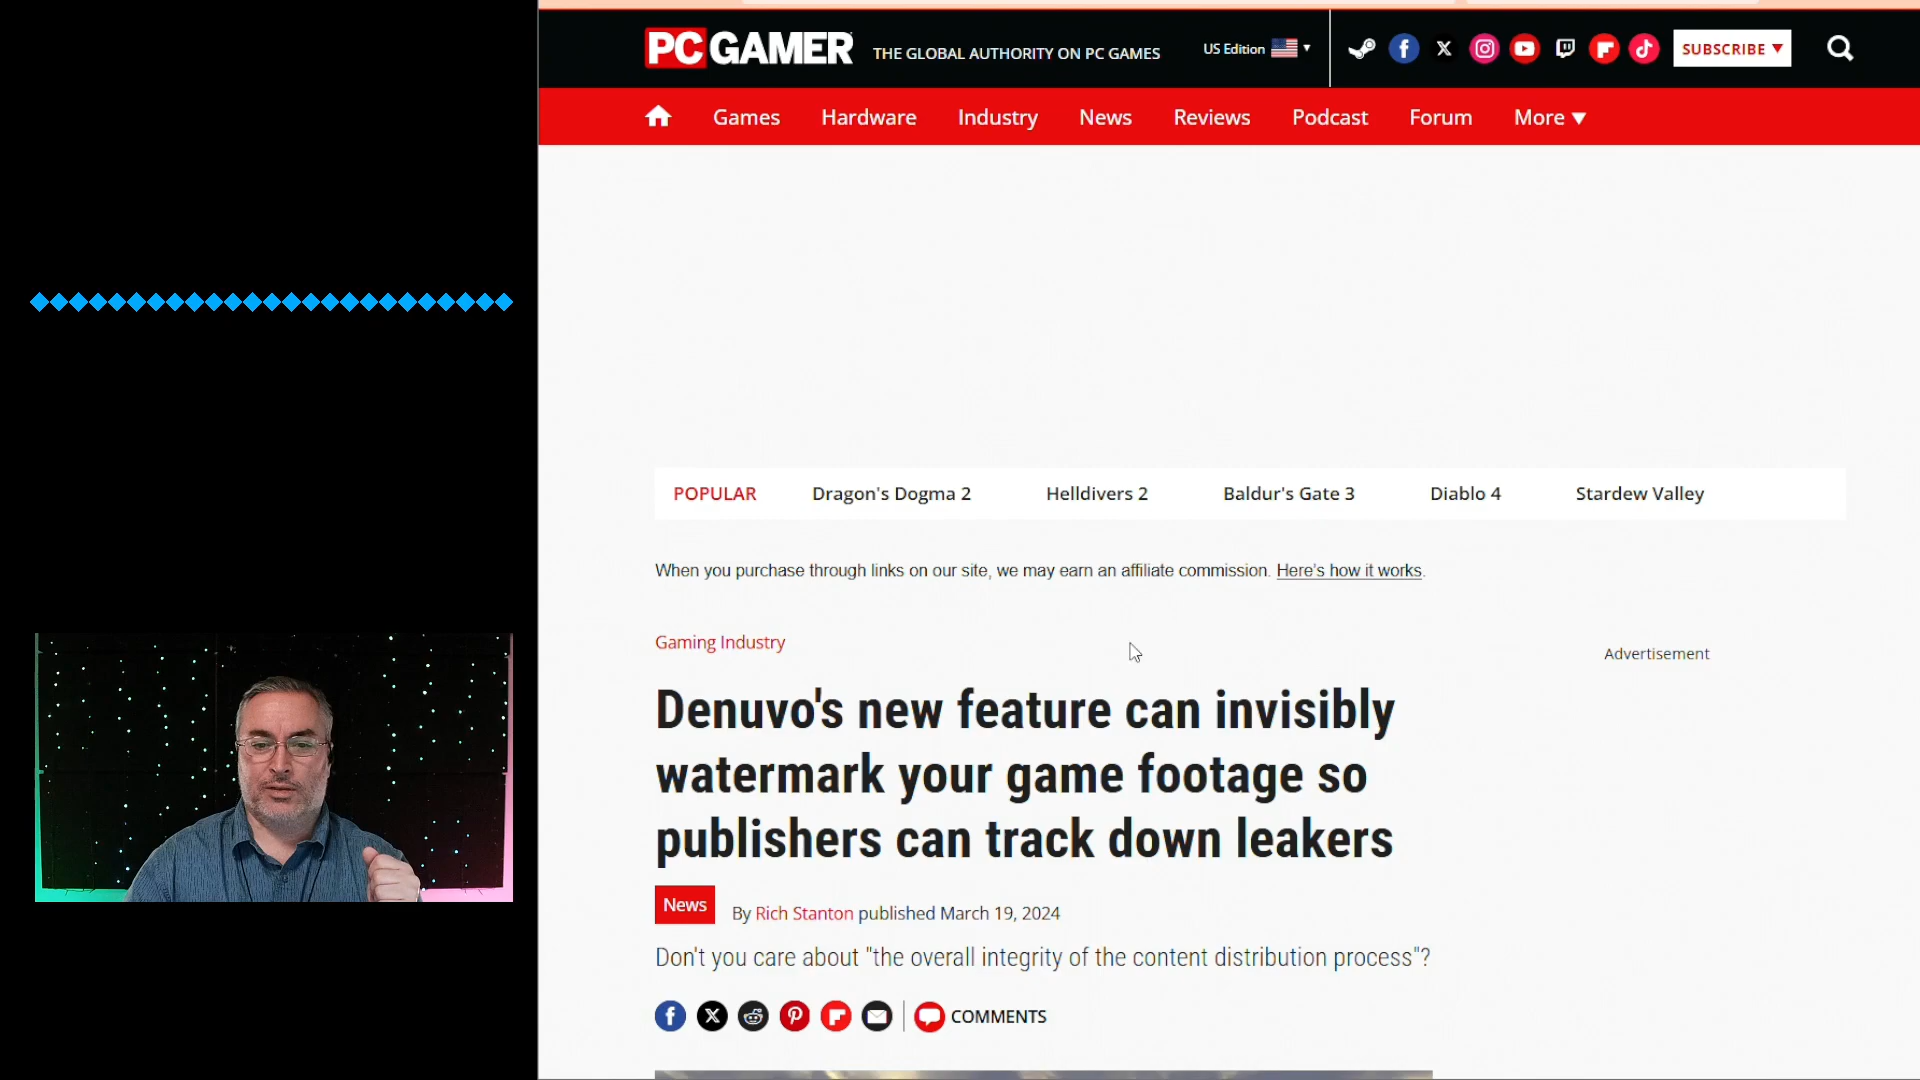 PC GAMER THE GLOBAL AUTHORITY ON PC GAMES US Edition ▼ SUBSCRIBE ▼
Games Hardware Industry News Reviews Podcast Forum More ▼
POPULAR Dragon's Dogma 2 Helldivers 2 Baldur's Gate 3 Diablo 4 Stardew Valley
When you purchase through links on our site, we may earn an affiliate commission. Here's how it works.
Gaming Industry
Advertisement
Denuvo's new feature can invisibly
watermark your game footage so
publishers can track down leakers
News By Rich Stanton published March 19, 2024
Don't you care about "the overall integrity of the content distribution process"?
COMMENTS